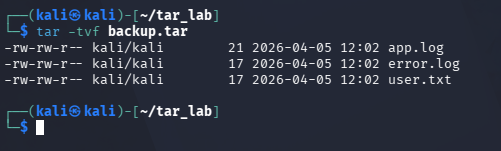 ┌──(kali㉿kali)-[~/tar_lab]
└─$ tar -tvf backup.tar
-rw-rw-r-- kali/kali        21 2026-04-05 12:02 app.log
-rw-rw-r-- kali/kali        17 2026-04-05 12:02 error.log
-rw-rw-r-- kali/kali        17 2026-04-05 12:02 user.txt
┌──(kali㉿kali)-[~/tar_lab]
└─$